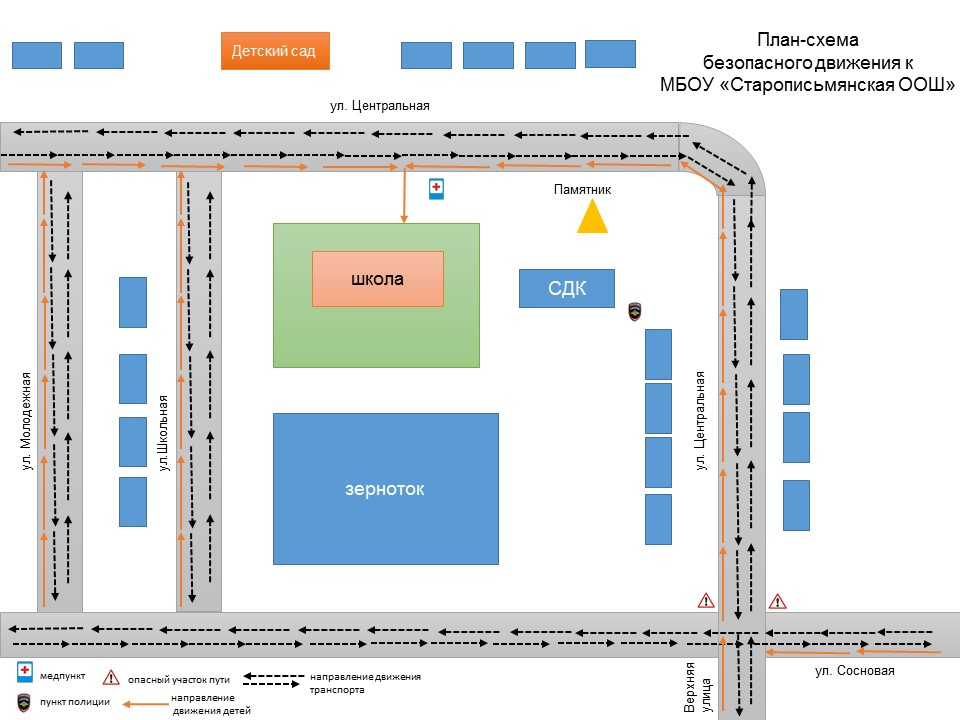 План-схема
безопасного движения к
МБОУ «Старописьмянская ООШ»
Детский сад
ул. Центральная
Памятник
школа
СДК
ул. Молодежная
ул.Школьная
ул. Центральная
зерноток
медпункт
опасный участок пути
направление движения
транспорта
пункт полиции
направление
движения детей
Верхняя
улица
ул. Сосновая